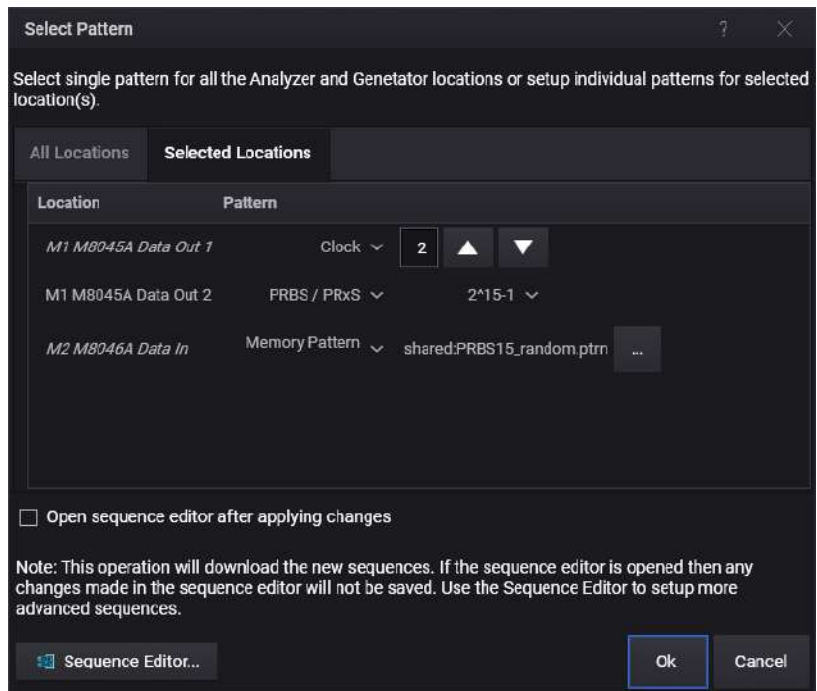 Select Pattern ?
Select single pattern for all the Analyzer and Genetator locations or setup individual patterns for selected
location(s).
All Locations Selected Locations
Location Pattern
M1 M8045A Data Out 1 Clock 2
M1 M8045A Data Out 2 PRBS / PRxS 2^15-1
M2 M8046A Data In Memory Pattern shared:PRBS15_random.ptrn ...
Open sequence editor after applying changes
Note: This operation will download the new sequences. If the sequence editor is opened then any
changes made in the sequence editor will not be saved. Use the Sequence Editor to setup more
advanced sequences.
Sequence Editor... Ok Cancel